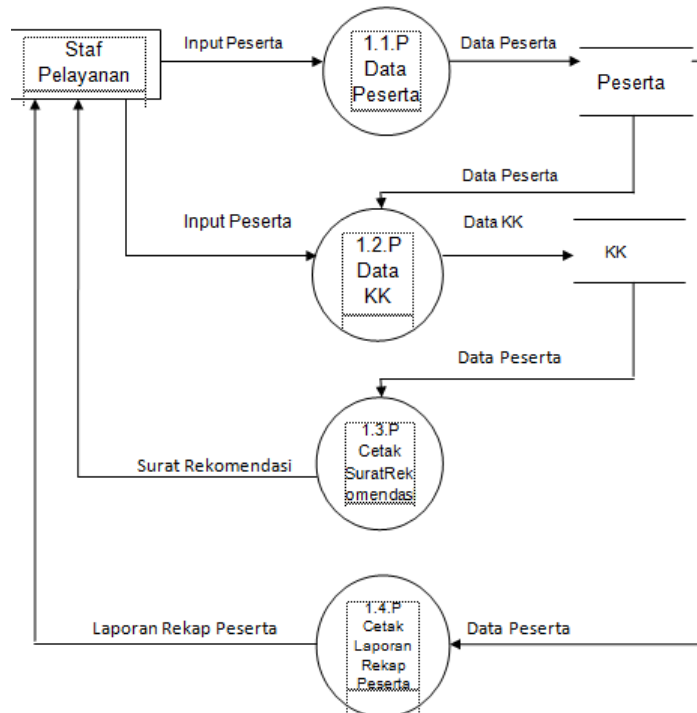 Staf
Pelayanan
Input Peserta
1.1.P
Data
Peserta
Data Peserta
Peserta
Data Peserta
Input Peserta
1.2.P
Data
KK
Data KK
KK
Data Peserta
1.3.P
Cetak
SuratRek
omendas
Surat Rekomendasi
1.4.P
Cetak
Laporan
Rekap
Peserta
Laporan Rekap Peserta
Data Peserta